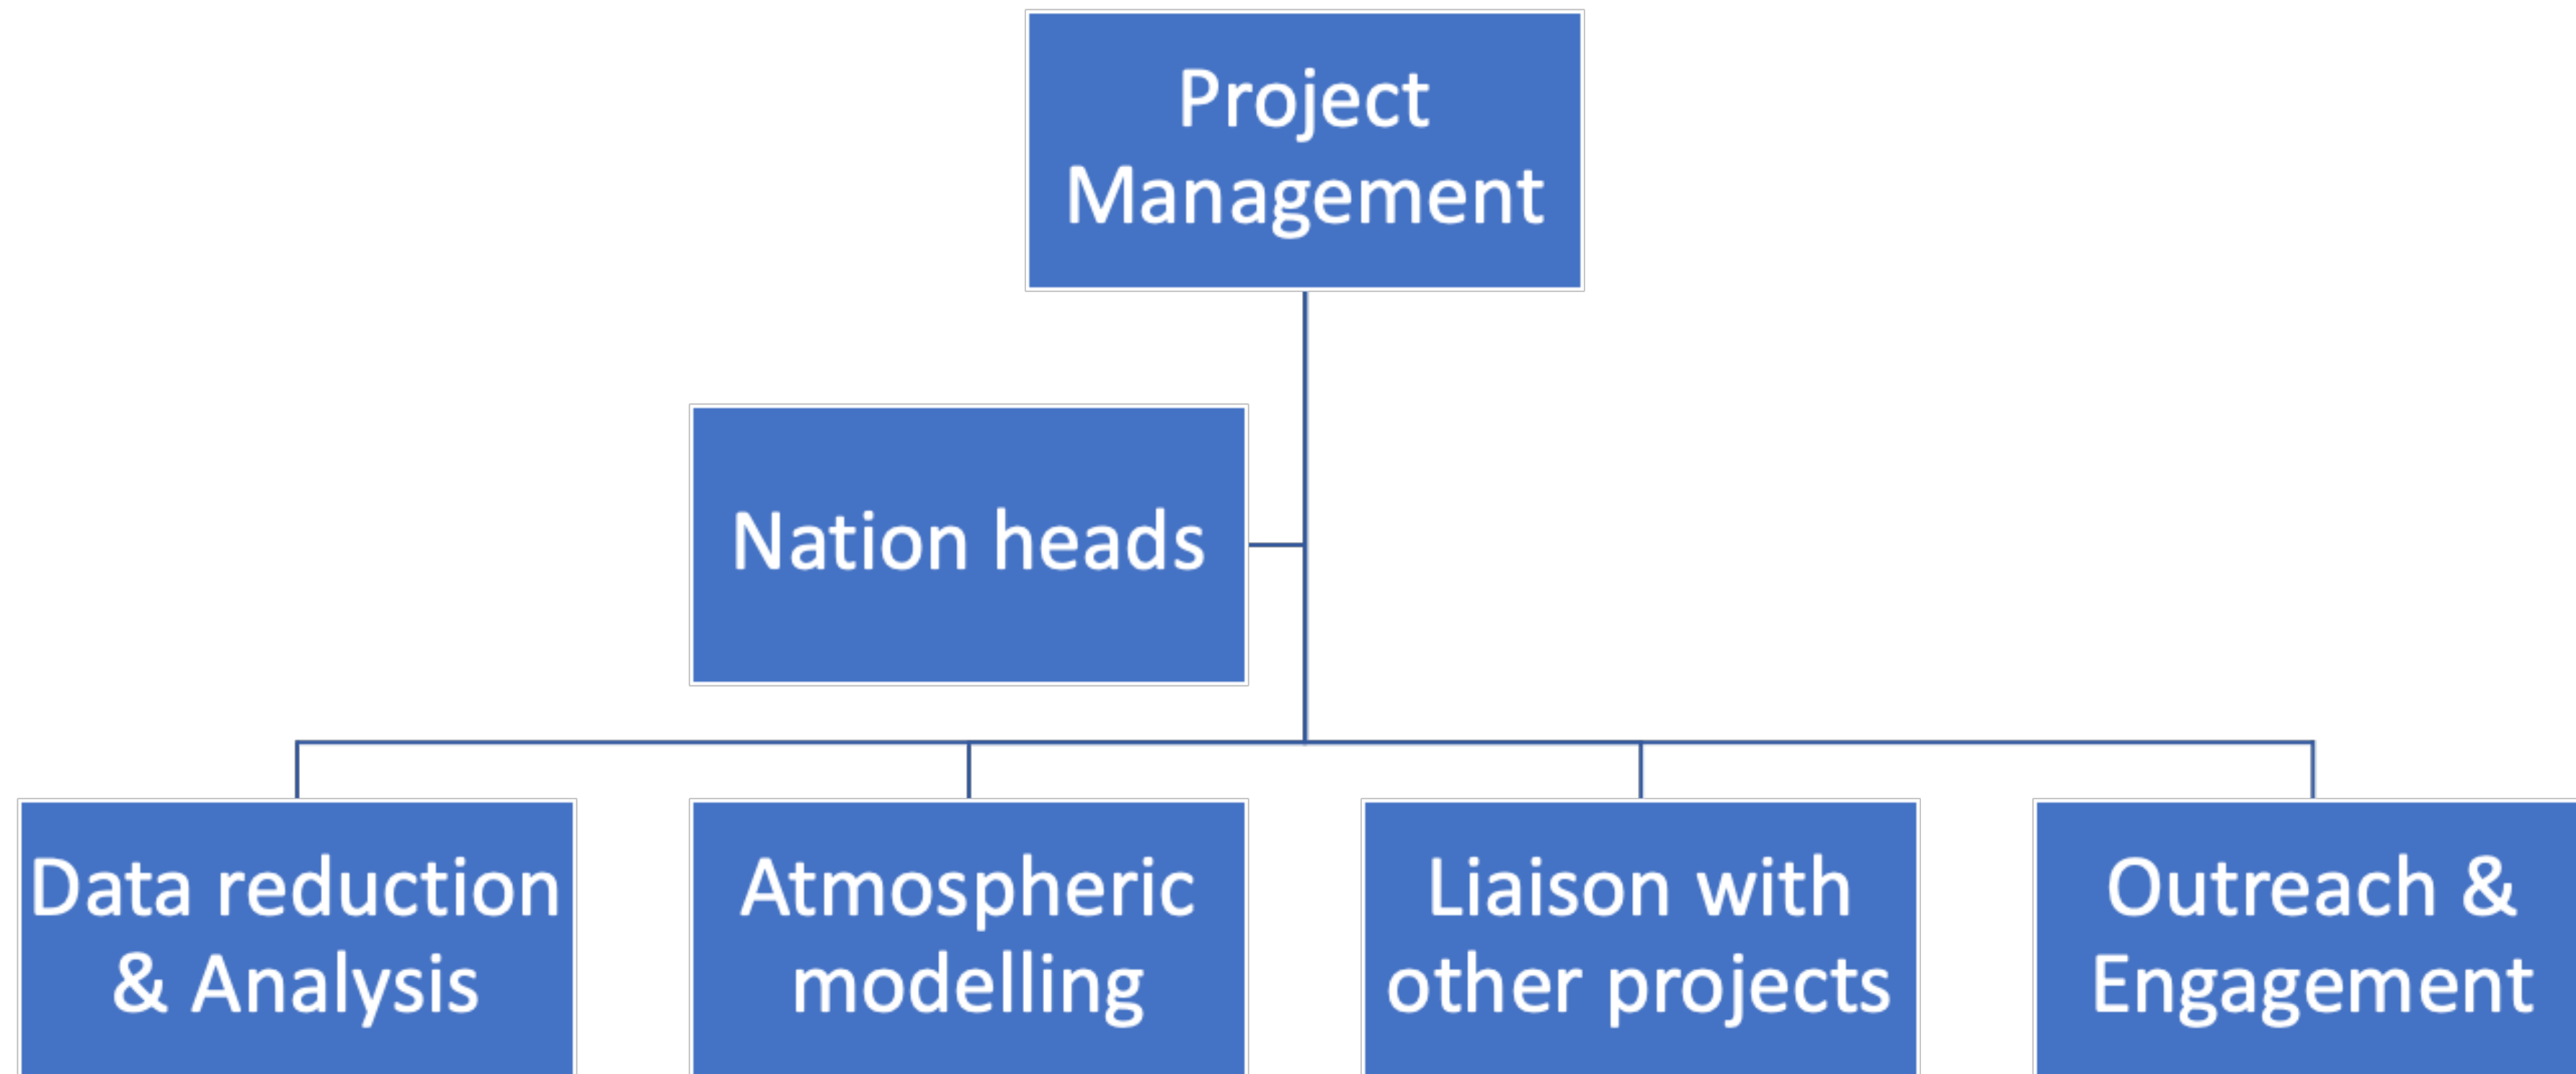 Project
Management
Nation heads
Data reduction
& Analysis
Atmospheric
modelling
Liaison with
other projects
Outreach &
Engagement